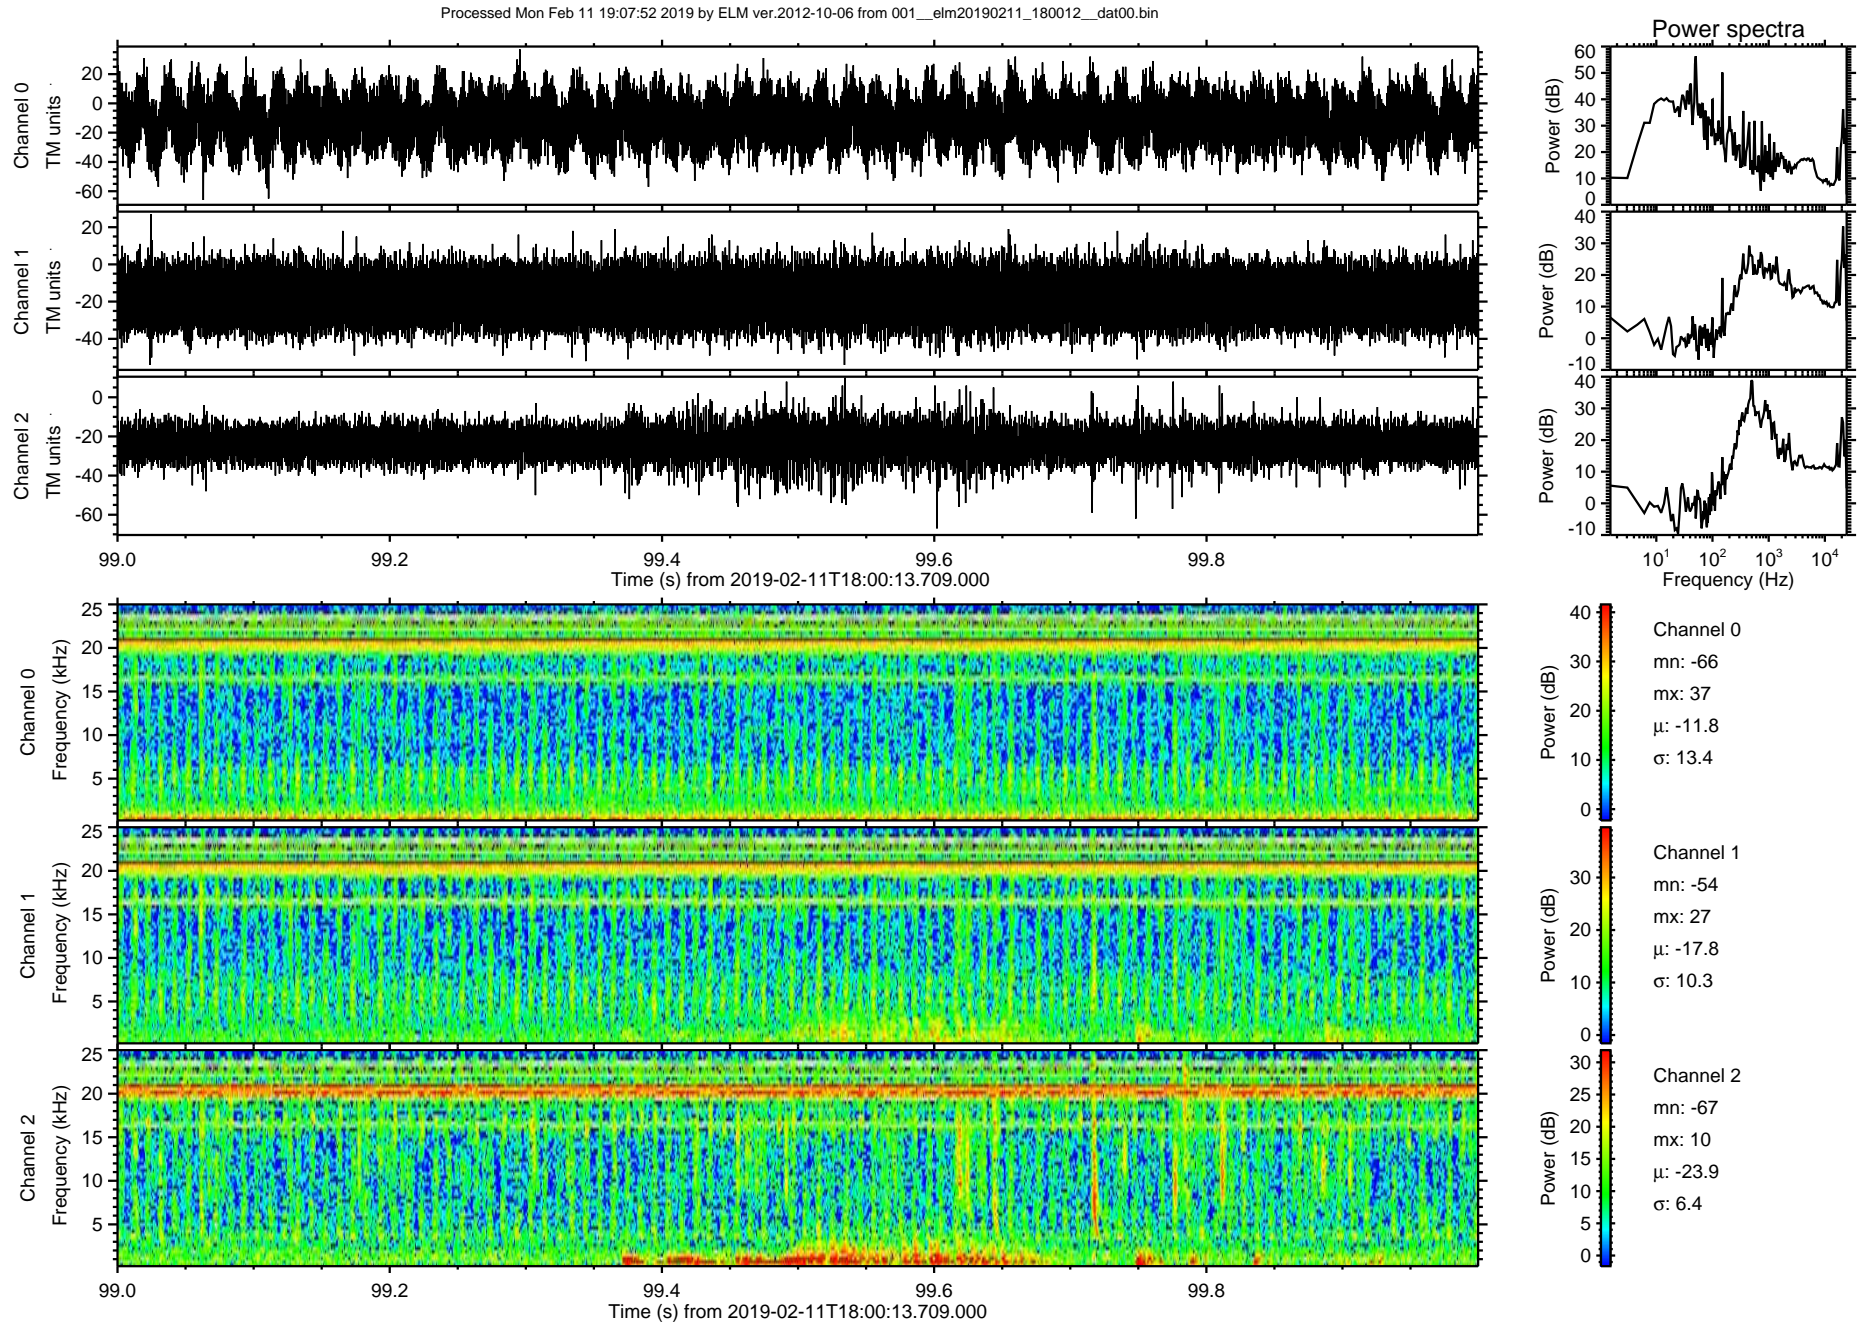 Processed Mon Feb 11 19:07:52 2019 by ELM ver.2012-10-06 from 001__elm20190211_180012__dat00.bin
Power spectra
Channel 0
TM units
20
0
-20
-40
-60
Power (dB)
60
50
40
30
20
10
0
Channel 1
TM units
20
0
-20
-40
Power (dB)
40
30
20
10
0
-10
Channel 2
TM units
0
-20
-40
-60
Power (dB)
40
30
20
10
0
-10
99.0 99.2 99.4 99.6 99.8
Time (s) from 2019-02-11T18:00:13.709.000
10^1 10^2 10^3 10^4
Frequency (Hz)
Channel 0
Frequency (kHz)
25
20
15
10
5
Power (dB)
40
30
20
10
0
Channel 0
mn: -66
mx: 37
μ: -11.8
σ: 13.4
Channel 1
Frequency (kHz)
25
20
15
10
5
Power (dB)
30
20
10
0
Channel 1
mn: -54
mx: 27
μ: -17.8
σ: 10.3
Channel 2
Frequency (kHz)
25
20
15
10
5
Power (dB)
30
25
20
15
10
5
0
Channel 2
mn: -67
mx: 10
μ: -23.9
σ: 6.4
99.0 99.2 99.4 99.6 99.8
Time (s) from 2019-02-11T18:00:13.709.000